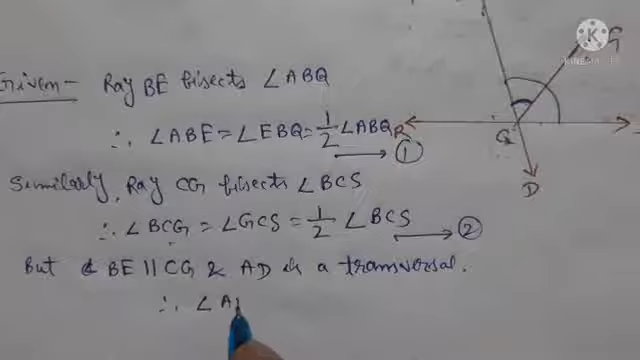 Given - Ray BE bisects ∠ABQ
∴ ∠ABE = ∠EBQ = 1/2 ∠ABQ
→ ①
Similarly, Ray CG bisects ∠BCS
∴ ∠BCG = ∠GCS = 1/2 ∠BCS
→ ②
But BE || CG & AD is a transversal.
∴ ∠A
G
R
D
K